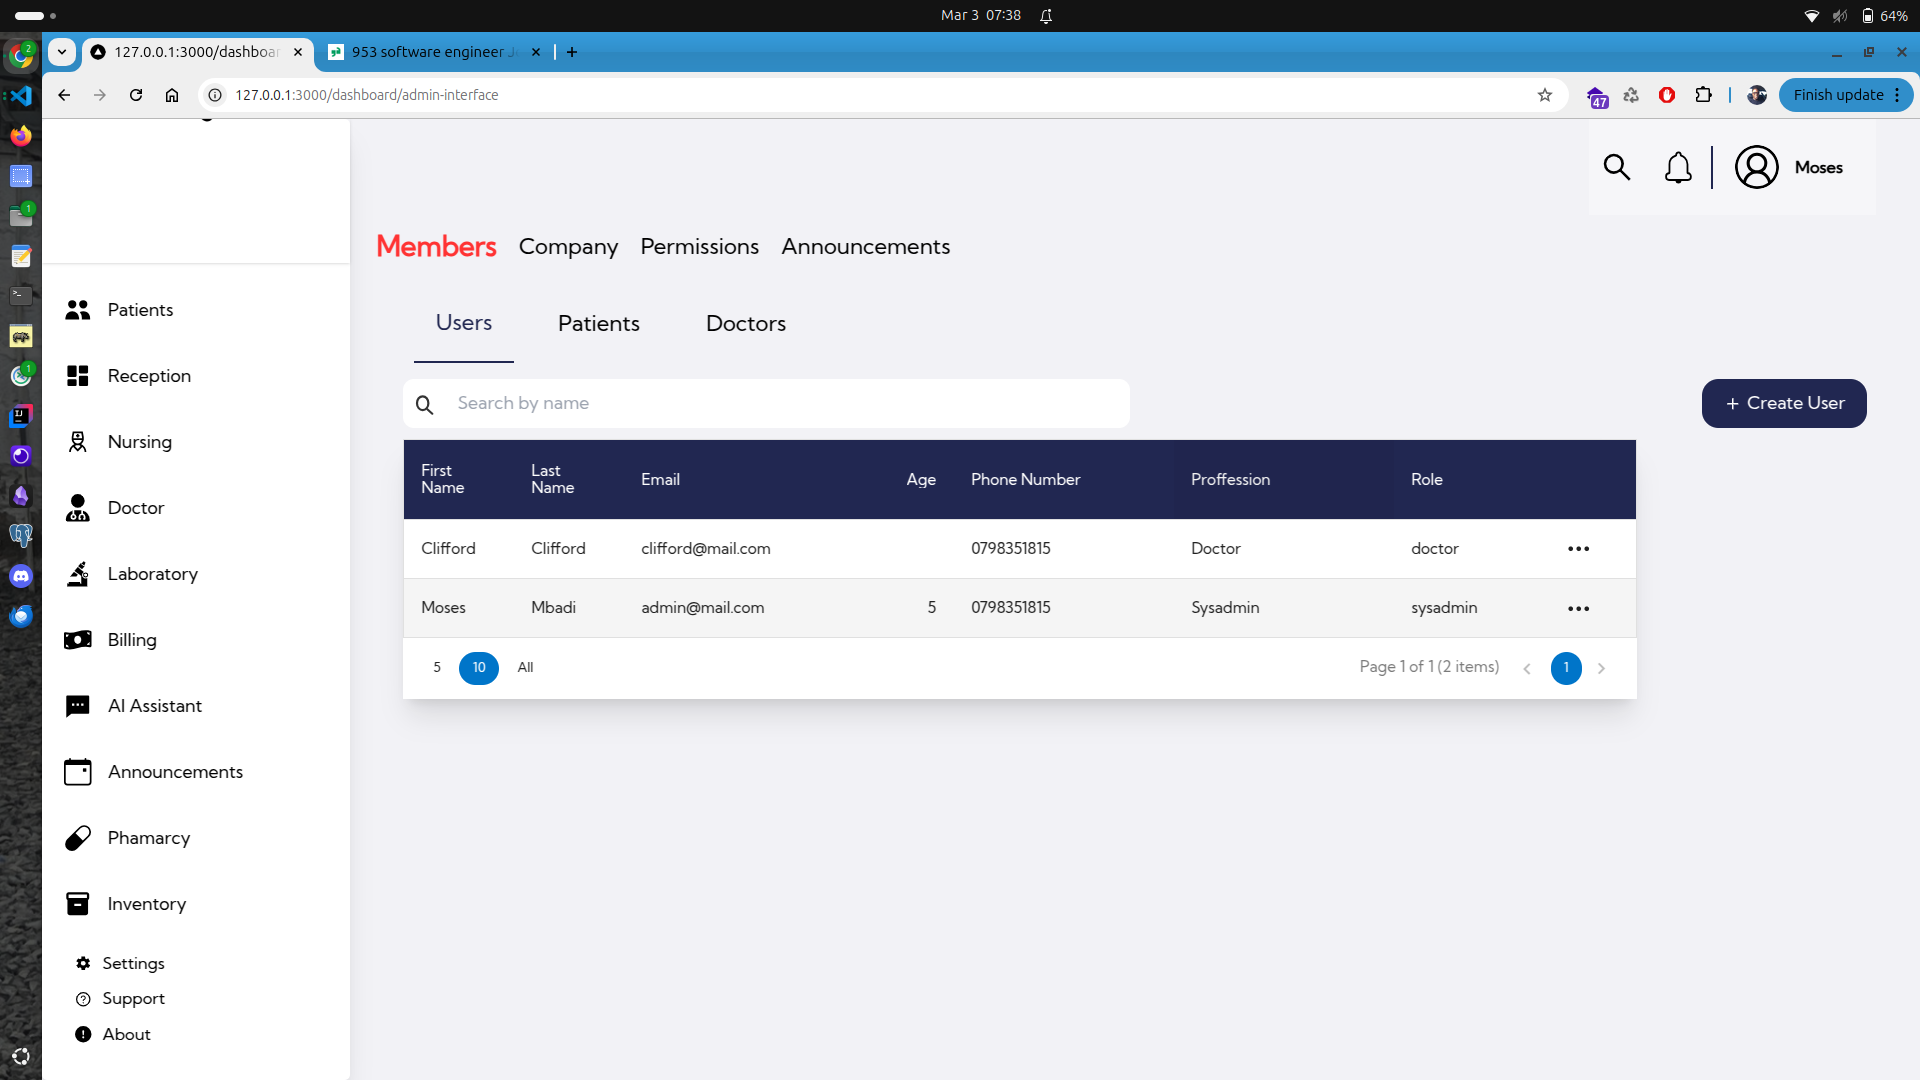 Mar 3 07:38
64%
127.0.0.1:3000/dashboa
953 software engineer
127.0.0.1:3000/dashboard/admin-interface
47
Finish update
2
1
1
Moses
Members Company Permissions Announcements
Users Patients Doctors
Search by name
+ Create User
First Name Last Name Email Age Phone Number Proffession Role
Clifford Clifford clifford@mail.com 0798351815 Doctor doctor
Moses Mbadi admin@mail.com 5 0798351815 Sysadmin sysadmin
5 10 All Page 1 of 1 (2 items) 1
Patients
Reception
Nursing
Doctor
Laboratory
Billing
AI Assistant
Announcements
Phamarcy
Inventory
Settings
Support
About